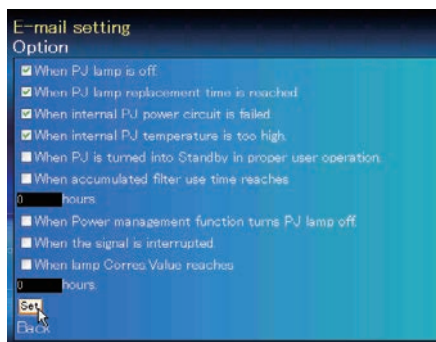 E-mail setting
Option
When PJ lamp is off.
When PJ lamp replacement time is reached.
When internal PJ power circuit is failed.
When internal PJ temperature is too high.
When PJ is turned into Standby in proper user operation.
When accumulated filter use time reaches
0 hours.
When Power management function turns PJ lamp off.
When the signal is interrupted.
When lamp Corres.Value reaches
0 hours.
Set
Back